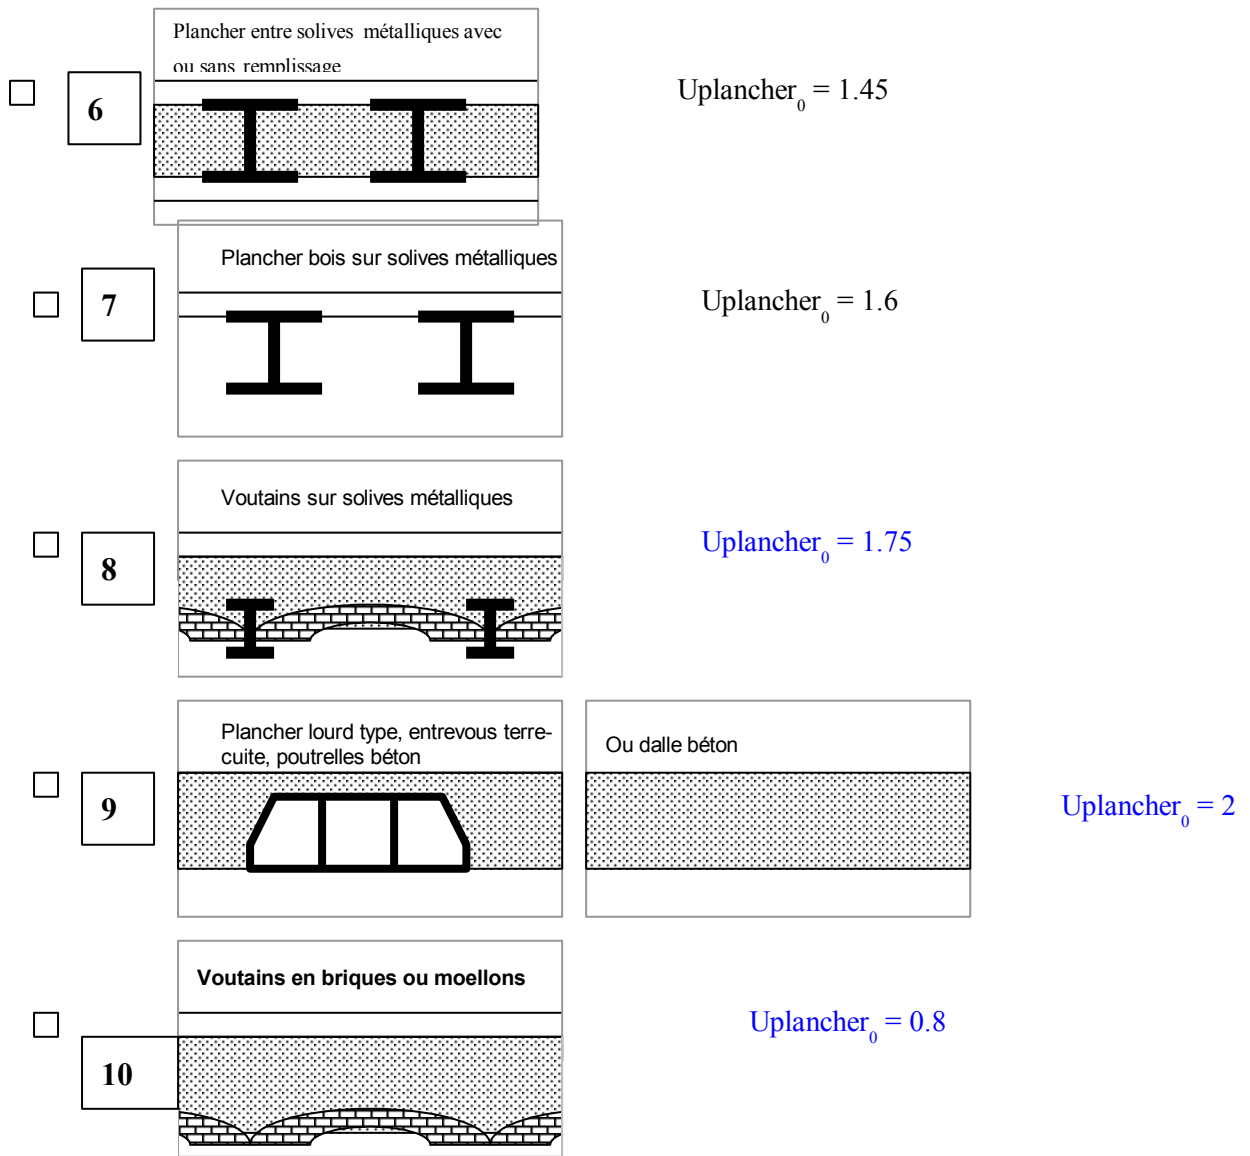 Plancher entre solives métalliques avec
ou sans remplissage
6
Uplancher₀ = 1.45
Plancher bois sur solives métalliques
7
Uplancher₀ = 1.6
Voutains sur solives métalliques
8
Uplancher₀ = 1.75
Plancher lourd type, entrevous terre-
cuite, poutrelles béton
Ou dalle béton
9
Uplancher₀ = 2
Voutains en briques ou moellons
10
Uplancher₀ = 0.8